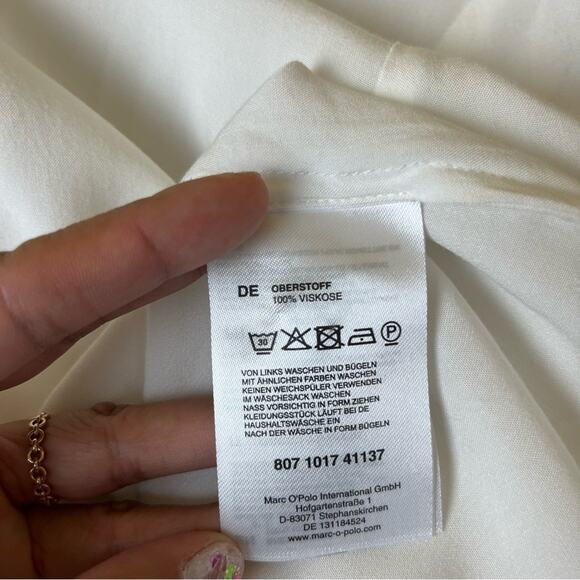 DE OBERSTOFF
100% VISKOSE
30 P
VON LINKS WASCHEN UND BÜGELN
MIT ÄHNLICHEN FARBEN WASCHEN
KEINEN WEICHSPÜLER VERWENDEN
IM WÄSCHESACK WASCHEN
NASS VORSICHTIG IN FORM ZIEHEN
KLEIDUNGSSTÜCK LÄUFT BEI DER
HAUSHALTSWÄSCHE EIN
NACH DER WÄSCHE IN FORM BÜGELN
807 1017 41137
Marc O'Polo International GmbH
Hofgartenstraße 1
D-83071 Stephanskirchen
DE 131184524
www.marc-o-polo.com